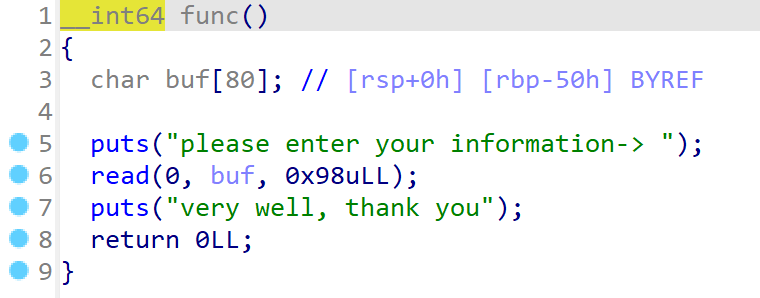 1 __int64 func()
2 {
3   char buf[80]; // [rsp+0h] [rbp-50h] BYREF
4
5   puts("please enter your information-> ");
6   read(0, buf, 0x98uLL);
7   puts("very well, thank you");
8   return 0LL;
9 }